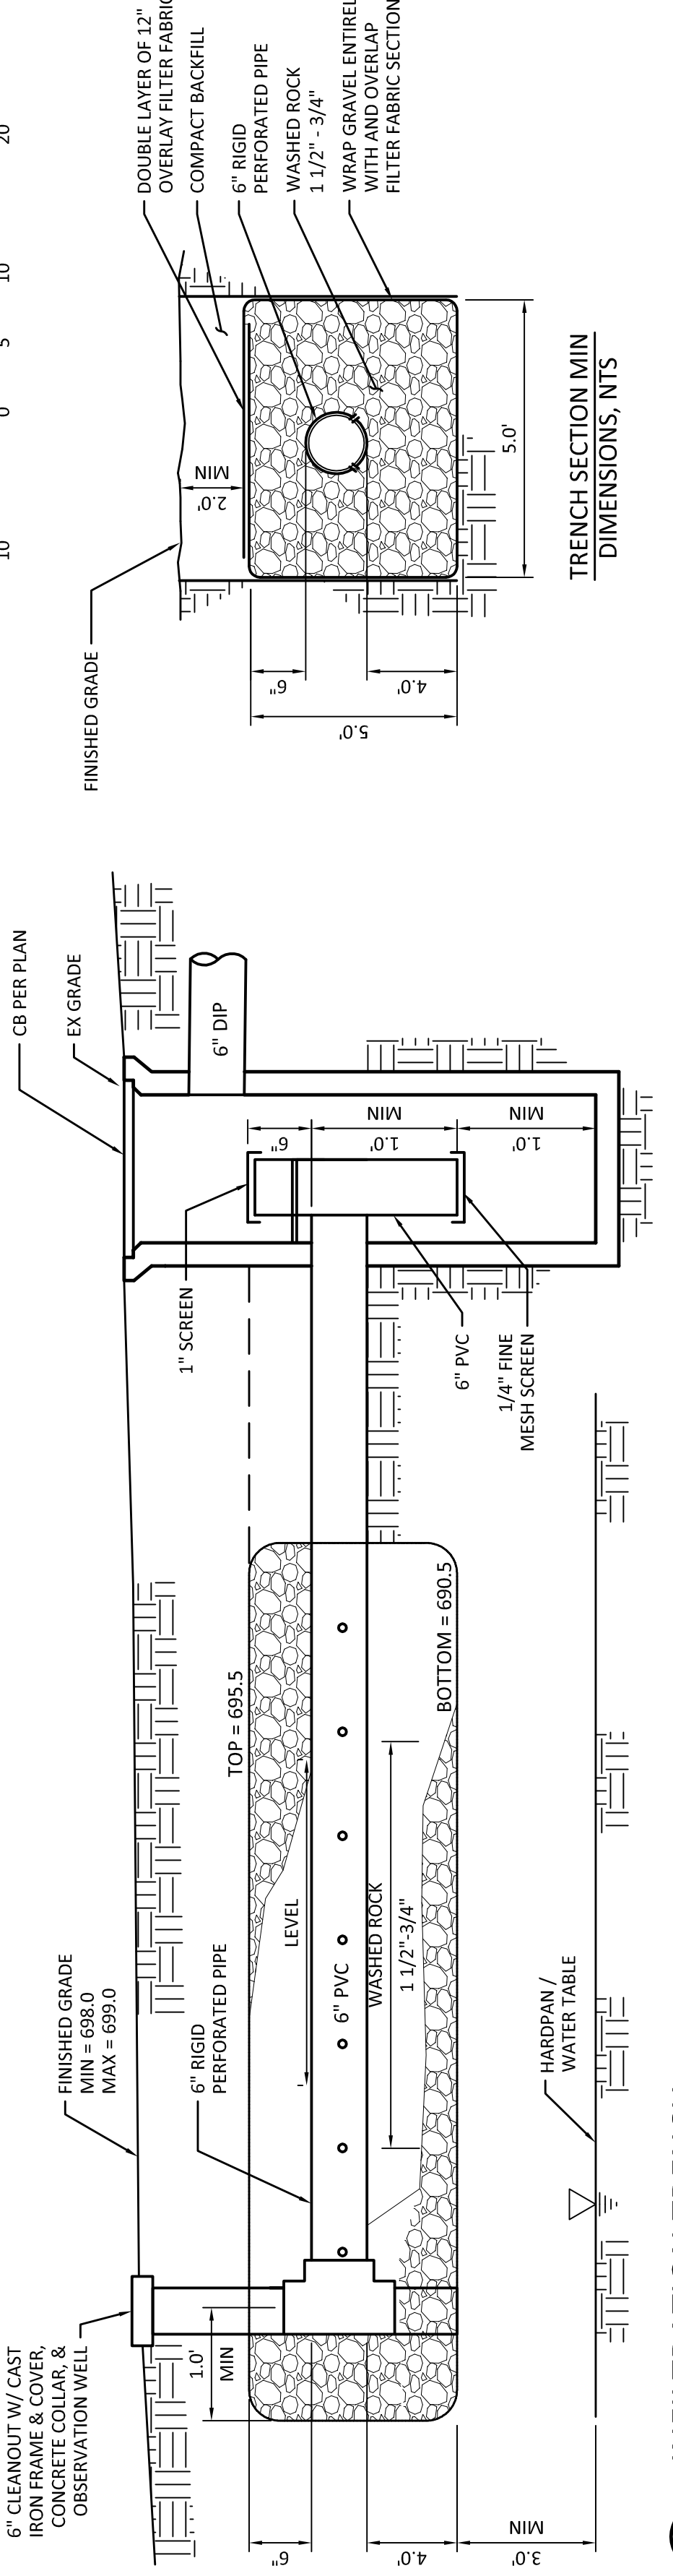 6" CLEANOUT W/ CAST
IRON FRAME & COVER,
CONCRETE COLLAR, &
OBSERVATION WELL
FINISHED GRADE
MIN = 698.0
MAX = 699.0
6" RIGID
PERFORATED PIPE
1.0'
MIN
LEVEL
TOP = 695.5
6" PVC
WASHED ROCK
1 1/2"-3/4"
BOTTOM = 690.5
HARDPAN /
WATER TABLE
6"
4.0'
3.0'
MIN
CB PER PLAN
EX GRADE
6" DIP
1" SCREEN
6"
1.0'
MIN
1.0'
MIN
6" PVC
1/4" FINE
MESH SCREEN
FINISHED GRADE
2.0'
MIN
6"
4.0'
5.0'
5.0'
DOUBLE LAYER OF 12"
OVERLAY FILTER
COMPACT BACKFILL
6" RIGID
PERFORATED PIPE
WASHED ROCK
1 1/2" - 3/4"
WRAP GRAVEL
WITH AND OVERLAP
FILTER FABRIC
TRENCH SECTION MIN
DIMENSIONS, NTS
10
0
5
10
20